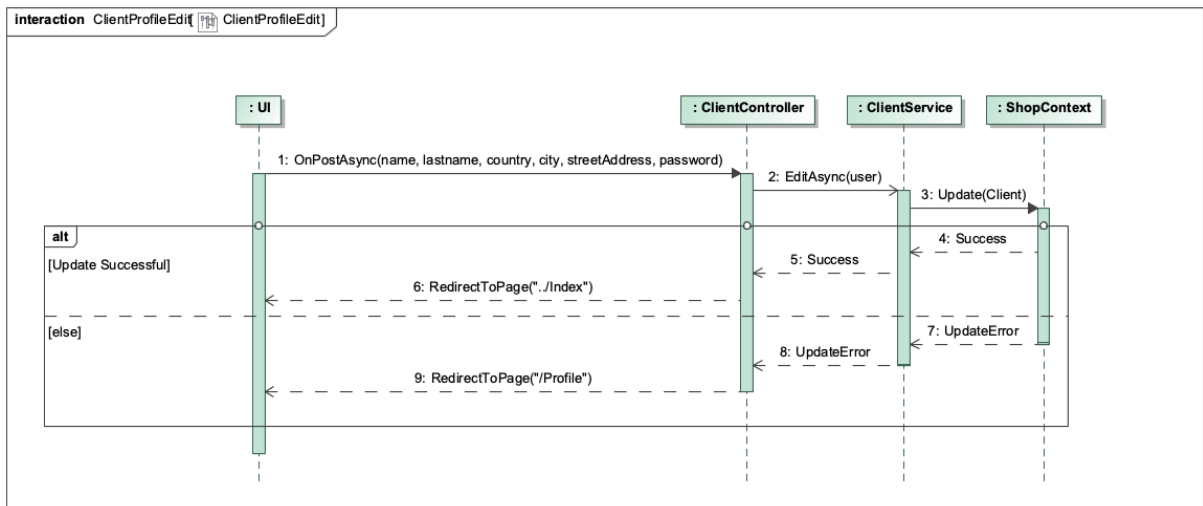 interaction ClientProfileEdit[ ClientProfileEdit]
: UI
: ClientController
: ClientService
: ShopContext
1: OnPostAsync(name, lastname, country, city, streetAddress, password)
2: EditAsync(user)
3: Update(Client)
alt
[Update Successful]
4: Success
5: Success
6: RedirectToPage("../Index")
[else]
7: UpdateError
8: UpdateError
9: RedirectToPage("/Profile")